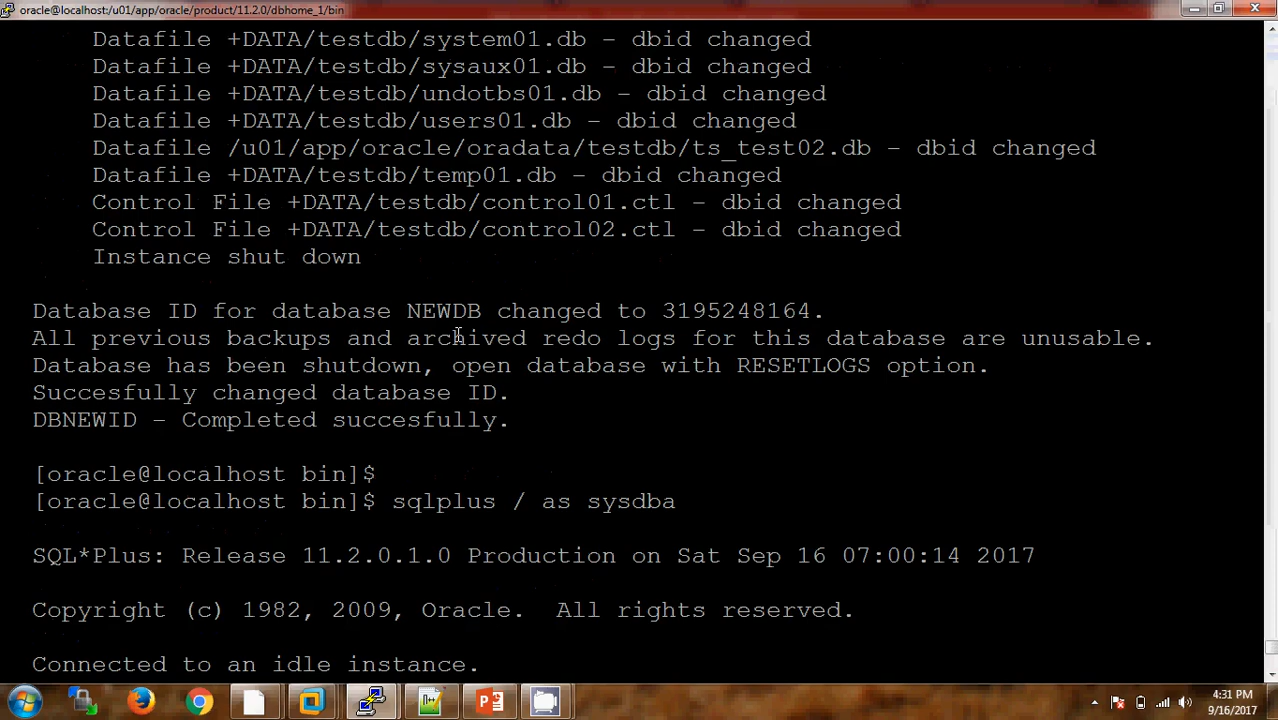 oracle@localhost:/u01/app/oracle/product/11.2.0/dbhome_1/bin
Datafile +DATA/testdb/system01.db - dbid changed
Datafile +DATA/testdb/sysaux01.db - dbid changed
Datafile +DATA/testdb/undotbs01.db - dbid changed
Datafile +DATA/testdb/users01.db - dbid changed
Datafile /u01/app/oracle/oradata/testdb/ts_test02.db - dbid changed
Datafile +DATA/testdb/temp01.db - dbid changed
Control File +DATA/testdb/control01.ctl - dbid changed
Control File +DATA/testdb/control02.ctl - dbid changed
Instance shut down
Database ID for database NEWDB changed to 3195248164.
All previous backups and archived redo logs for this database are unusable.
Database has been shutdown, open database with RESETLOGS option.
Succesfully changed database ID.
DBNEWID - Completed succesfully.
[oracle@localhost bin]$
[oracle@localhost bin]$ sqlplus / as sysdba
SQL*Plus: Release 11.2.0.1.0 Production on Sat Sep 16 07:00:14 2017
Copyright (c) 1982, 2009, Oracle.  All rights reserved.
Connected to an idle instance.
4:31 PM
9/16/2017